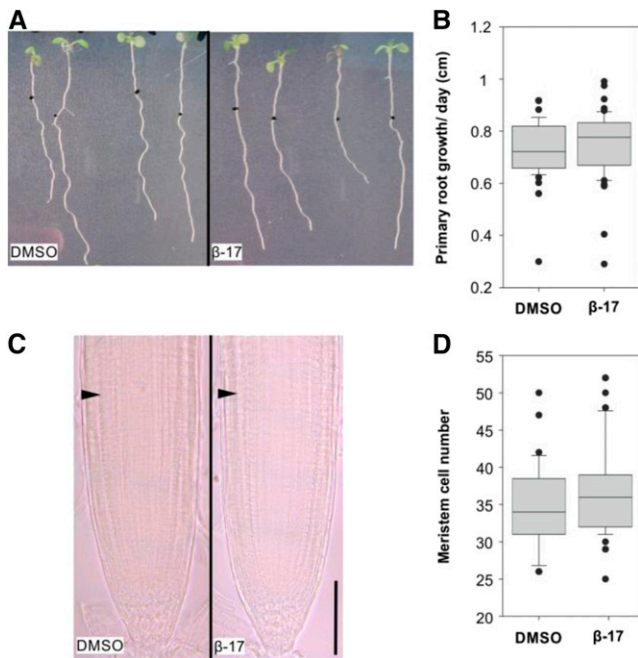 A
DMSO
β-17
B
Primary root growth/ day (cm)
1.2
1
0.8
0.6
0.4
0.2
DMSO
β-17
C
DMSO
β-17
D
Meristem cell number
55
50
45
40
35
30
25
20
DMSO
β-17